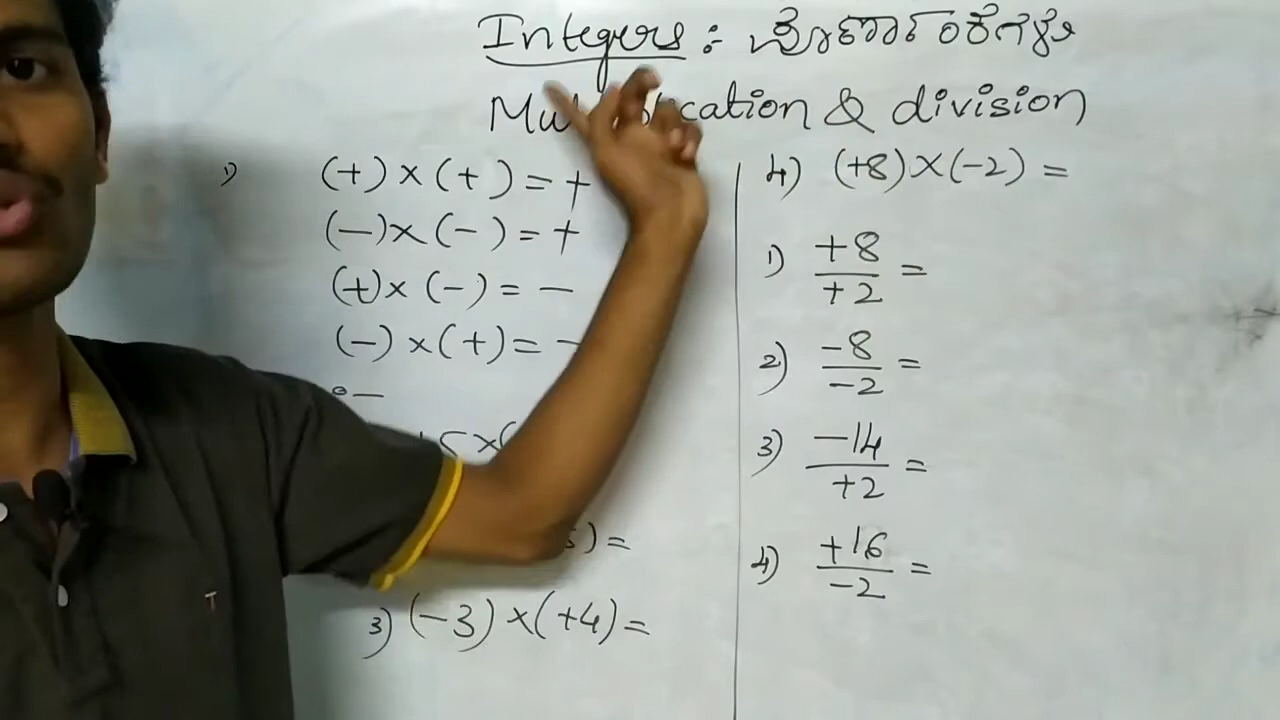 Integers : ಪೂರ್ಣಾಂಕಗಳು
& division
1) (+) × (+) = +
(-) × (-) = +
(+) × (-) = -
(-) × (+) = -
) =
3) (-3) × (+4) =
4) (+8) × (-2) =
1) +8 / +2 =
2) -8 / -2 =
3) -14 / +2 =
4) +16 / -2 =
T